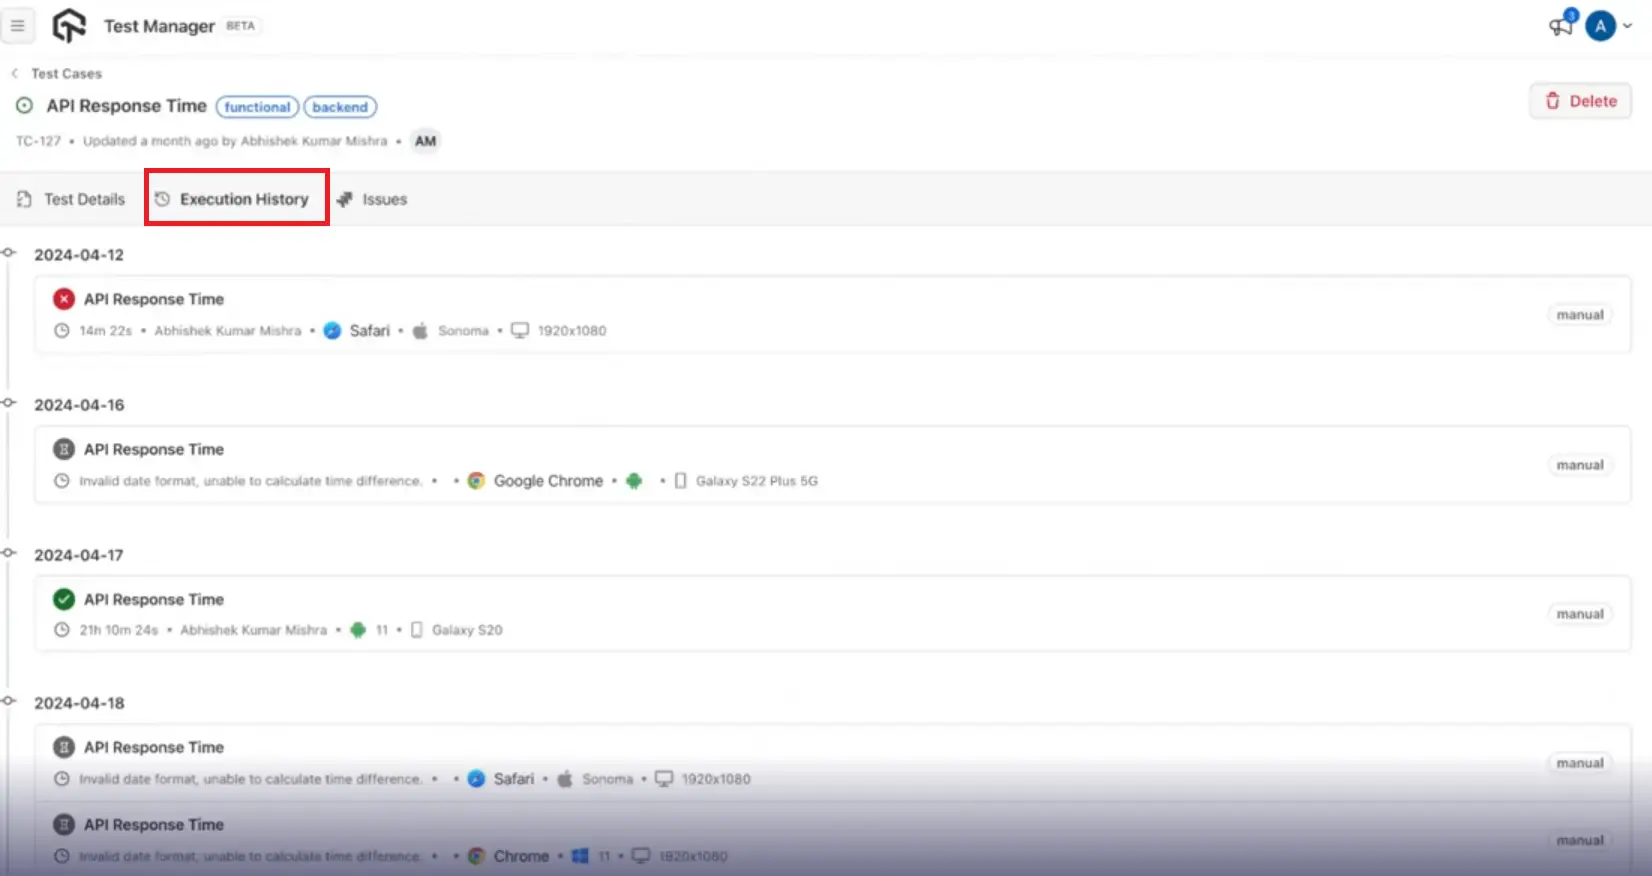 Test Manager BETA
3
A
Test Cases
API Response Time functional backend
Delete
TC-127 • Updated a month ago by Abhishek Kumar Mishra • AM
Test Details Execution History Issues
2024-04-12
API Response Time
manual
14m 22s • Abhishek Kumar Mishra • Safari • Sonoma • 1920x1080
2024-04-16
API Response Time
manual
Invalid date format, unable to calculate time difference. • • Google Chrome • • Galaxy S22 Plus 5G
2024-04-17
API Response Time
manual
21h 10m 24s • Abhishek Kumar Mishra • 11 • Galaxy S20
2024-04-18
API Response Time
manual
Invalid date format, unable to calculate time difference. • • Safari • Sonoma • 1920x1080
API Response Time
manual
Invalid date format, unable to calculate time difference. • • Chrome • 11 • 1920x1080